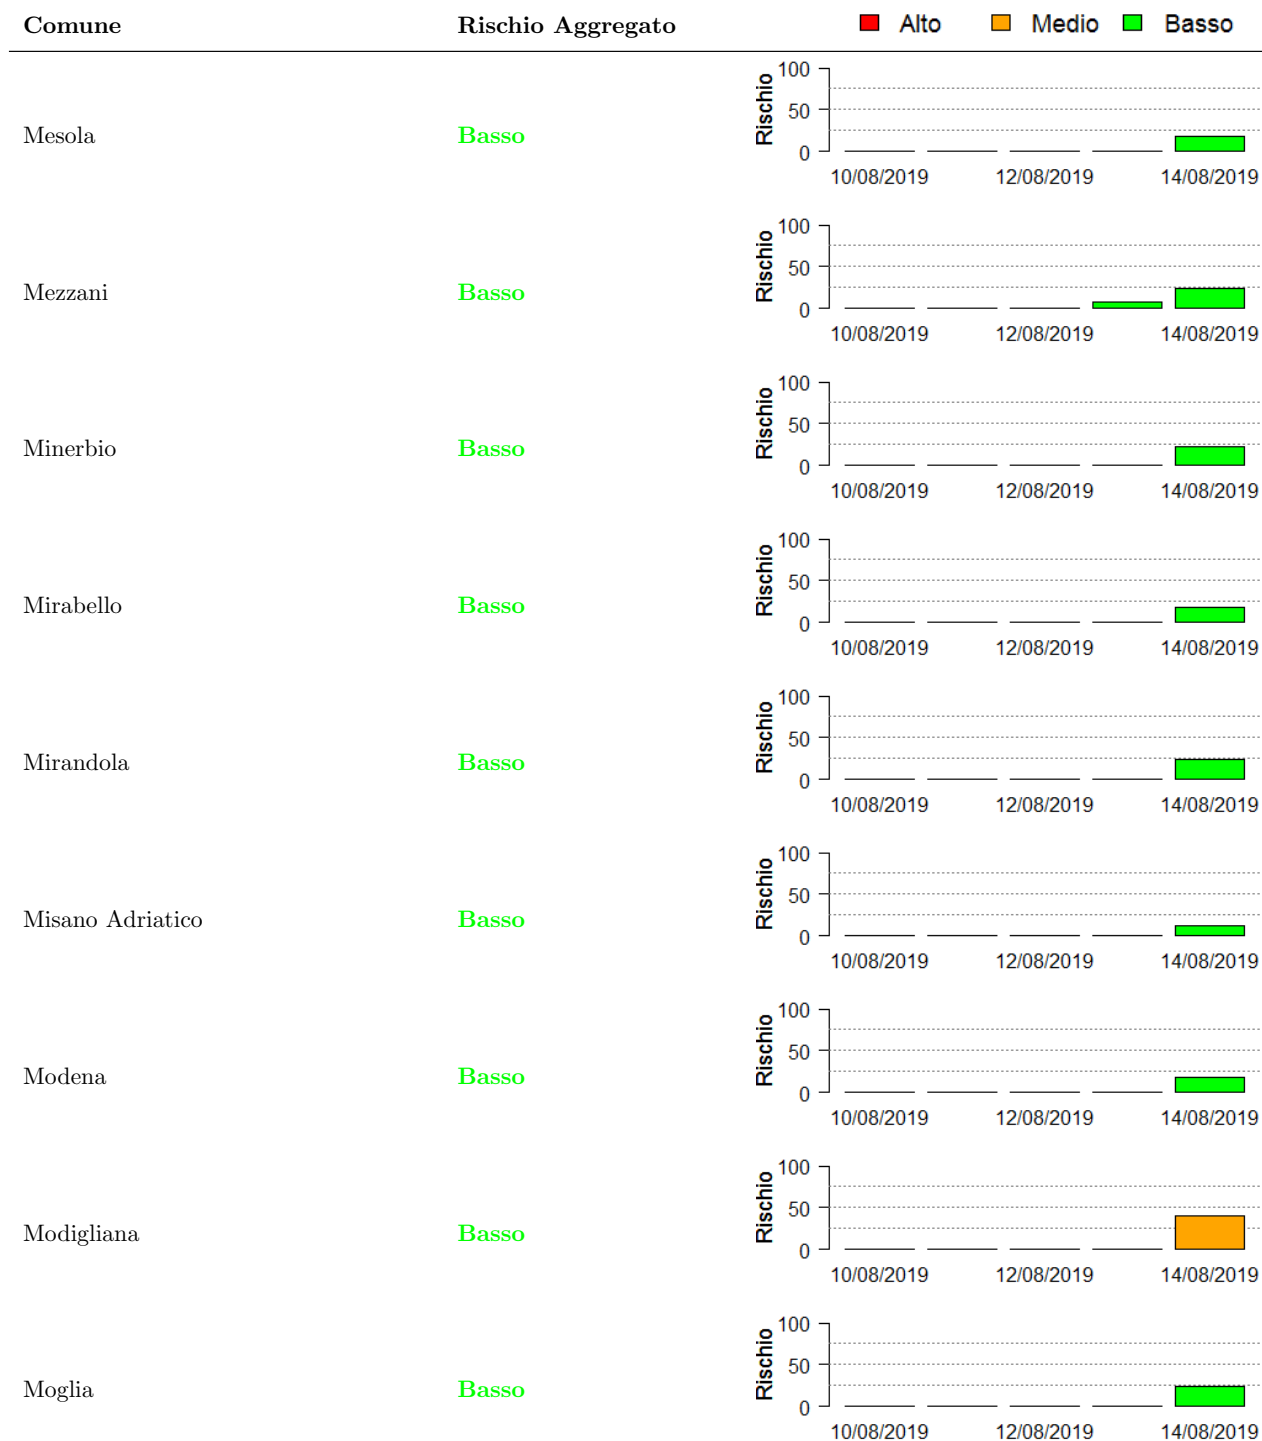 Comune Rischio Aggregato Alto Medio Basso
100
50
0
Rischio
Mesola Basso
10/08/2019 12/08/2019 14/08/2019
100
50
0
Rischio
Mezzani Basso
10/08/2019 12/08/2019 14/08/2019
100
50
0
Rischio
Minerbio Basso
10/08/2019 12/08/2019 14/08/2019
100
50
0
Rischio
Mirabello Basso
10/08/2019 12/08/2019 14/08/2019
100
50
0
Rischio
Mirandola Basso
10/08/2019 12/08/2019 14/08/2019
100
50
0
Rischio
Misano Adriatico Basso
10/08/2019 12/08/2019 14/08/2019
100
50
0
Rischio
Modena Basso
10/08/2019 12/08/2019 14/08/2019
100
50
0
Rischio
Modigliana Basso
10/08/2019 12/08/2019 14/08/2019
100
50
0
Rischio
Moglia Basso
10/08/2019 12/08/2019 14/08/2019